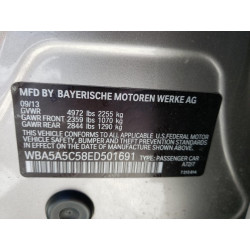 MFD BY BAYERISCHE MOTOREN WERKE AG
09/13
GVWR 4972 lbs 2255 kg
GAWR FRONT 2359 lbs 1070 kg
GAWR REAR 2844 lbs 1290 kg
THIS VEHICLE CONFORMS TO ALL APPLICABLE
FEDERAL MOTOR VEHICLE SAFETY, BUMPER,
AND THEFT PREVENTION STANDARDS IN EFFECT
ON THE DATE OF MANUFACTURE SHOWN ABOVE.
WBA5A5C58ED501691 TYPE: PASSENGER CAR